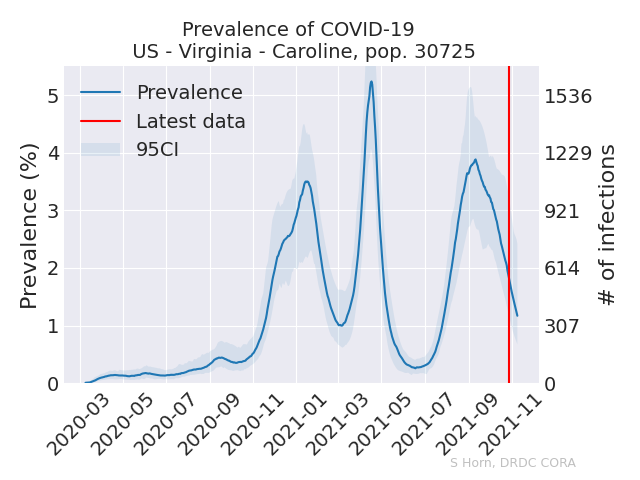 Prevalence of COVID-19
US - Virginia - Caroline, pop. 30725
Prevalence
Latest data
95CI
Prevalence (%)
5
4
3
2
1
0
1536
1229
921
614
307
0
# of infections
2020-03
2020-05
2020-07
2020-09
2020-11
2021-01
2021-03
2021-05
2021-07
2021-09
2021-11
S Horn, DRDC CORA